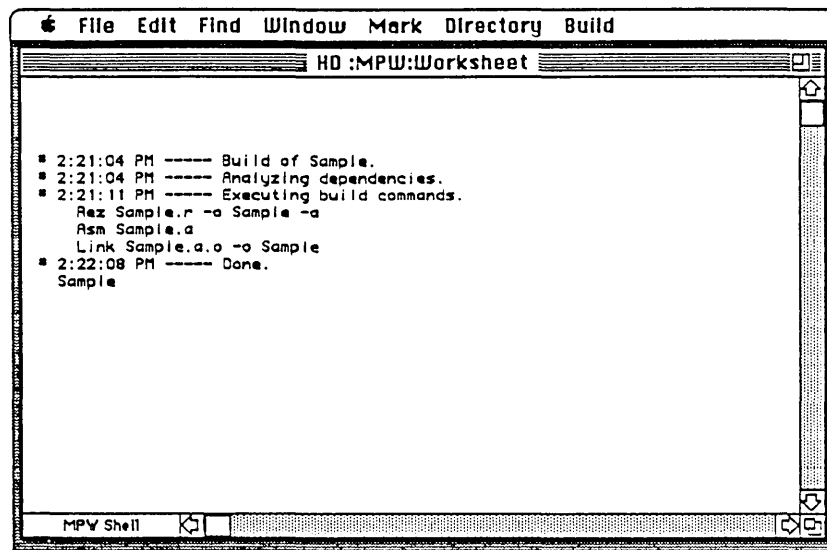 File Edit Find Window Mark Directory Build
HD :MPW:Worksheet
# 2:21:04 PM ----- Build of Sample.
# 2:21:04 PM ----- Analyzing dependencies.
# 2:21:11 PM ----- Executing build commands.
Rez Sample.r -o Sample -a
Asm Sample.a
Link Sample.a.o -o Sample
# 2:22:08 PM ----- Done.
Sample
MPW Shell